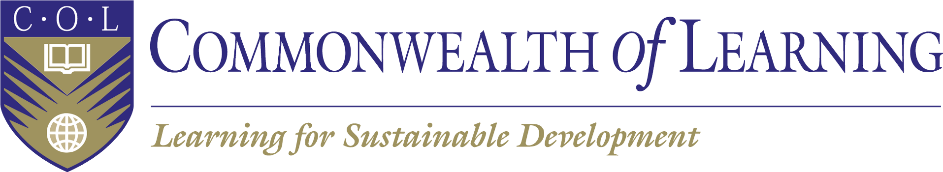 C·O·L
COMMONWEALTH of LEARNING
Learning for Sustainable Development